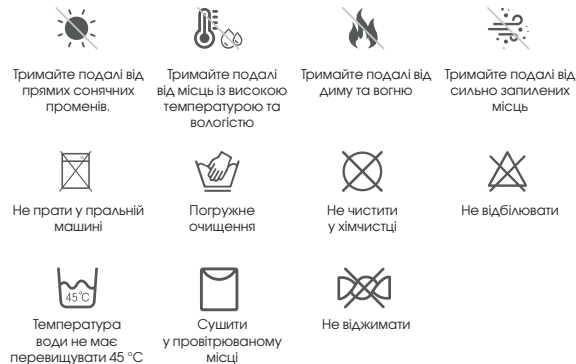 Тримайте подалі від
прямих сонячних
променів.
Тримайте подалі
від місць із високою
температурою та
вологістю
Тримайте подалі від
диму та вогню
Тримайте подалі від
сильно запилених
місць
Не прати у пральній
машині
Погружне
очищення
Не чистити
у хімчистці
Не відбілювати
45℃
Температура
води не має
перевищувати 45 °C
Сушити
у провітрюваному
місці
Не віджимати